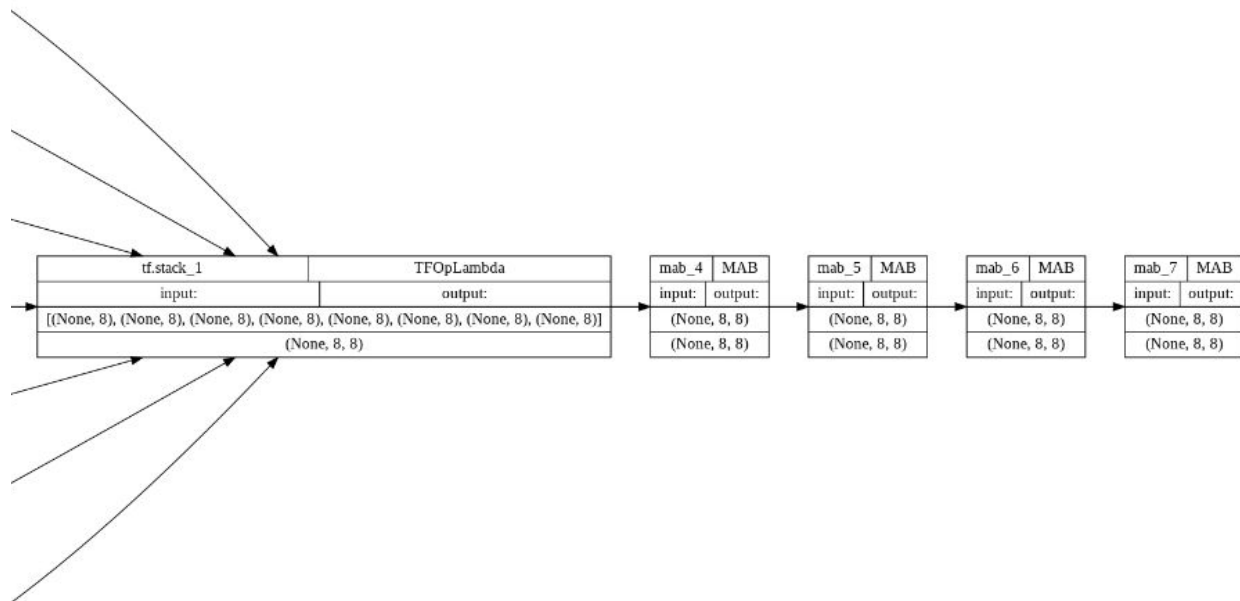 tf.stack_1 TFOpLambda mab_4 MAB mab_5 MAB mab_6 MAB mab_7 MAB
input: output: input: output: input: output: input: output: input: output:
[(None, 8), (None, 8), (None, 8), (None, 8), (None, 8), (None, 8), (None, 8), (None, 8)] (None, 8, 8) (None, 8, 8) (None, 8, 8) (None, 8, 8)
(None, 8, 8) (None, 8, 8) (None, 8, 8) (None, 8, 8) (None, 8, 8)